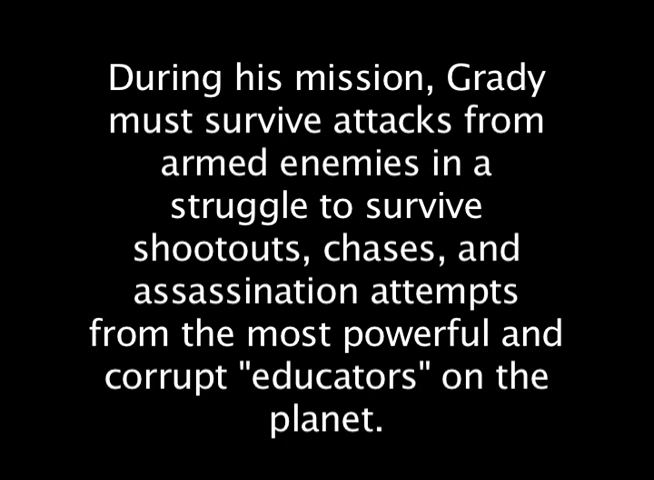 During his mission, Grady
must survive attacks from
armed enemies in a
struggle to survive
shootouts, chases, and
assassination attempts
from the most powerful and
corrupt "educators" on the
planet.